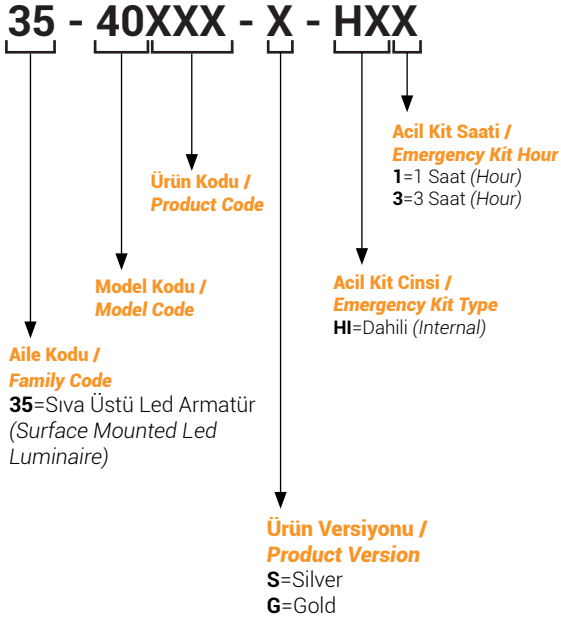 35 - 40XXX - X - HXX
Acil Kit Saati /
Emergency Kit Hour
1=1 Saat (Hour)
3=3 Saat (Hour)
Ürün Kodu /
Product Code
Model Kodu /
Model Code
Acil Kit Cinsi /
Emergency Kit Type
HI=Dahili (Internal)
Aile Kodu /
Family Code
35=Sıva Üstü Led Armatür
(Surface Mounted Led
Luminaire)
Ürün Versiyonu /
Product Version
S=Silver
G=Gold